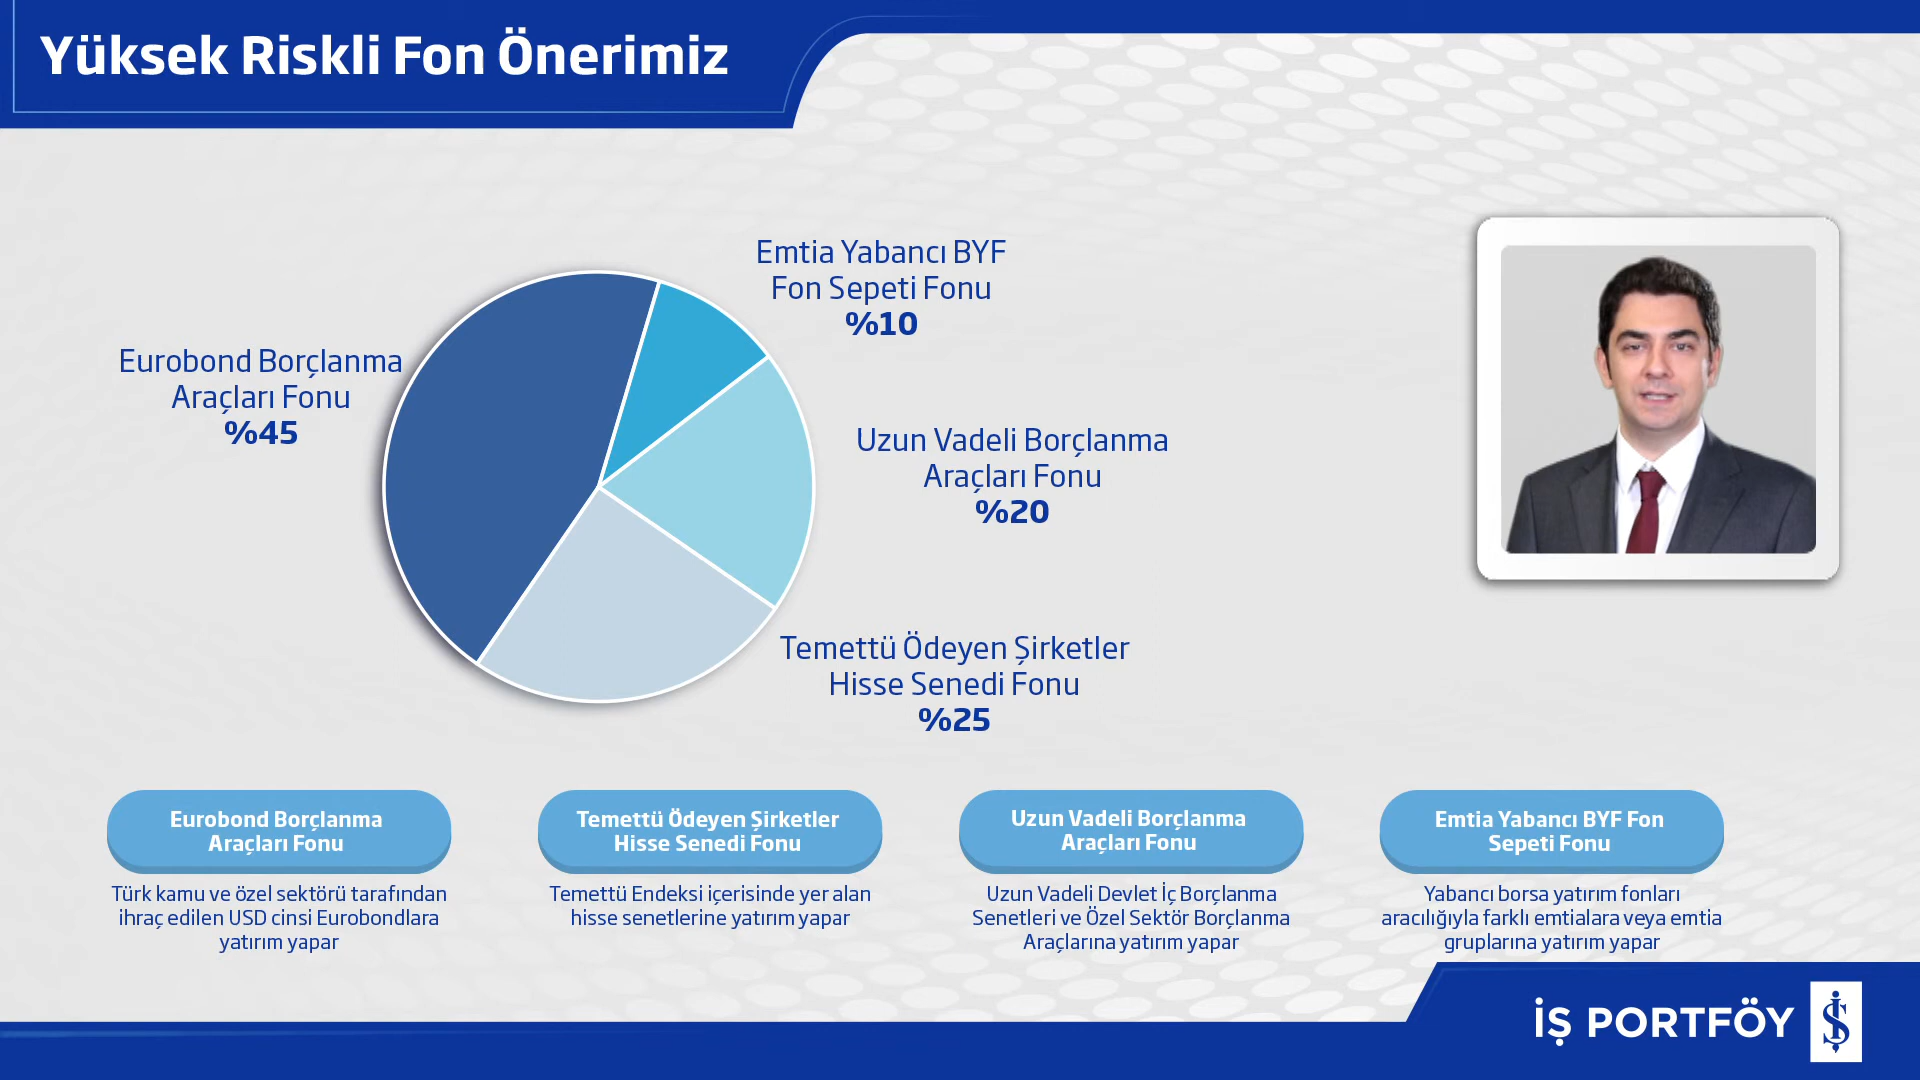 Yüksek Riskli Fon Önerimiz
Emtia Yabancı BYF
Fon Sepeti Fonu
%10
Eurobond Borçlanma
Araçları Fonu
%45
Uzun Vadeli Borçlanma
Araçları Fonu
%20
Temettü Ödeyen Şirketler
Hisse Senedi Fonu
%25
Eurobond Borçlanma
Araçları Fonu
Türk kamu ve özel sektörü tarafından
ihraç edilen USD cinsi Eurobondlara
yatırım yapar
Temettü Ödeyen Şirketler
Hisse Senedi Fonu
Temettü Endeksi içerisinde yer alan
hisse senetlerine yatırım yapar
Uzun Vadeli Borçlanma
Araçları Fonu
Uzun Vadeli Devlet İç Borçlanma
Senetleri ve Özel Sektör Borçlanma
Araçlarına yatırım yapar
Emtia Yabancı BYF Fon
Sepeti Fonu
Yabancı borsa yatırım fonları
aracılığıyla farklı emtialara veya emtia
gruplarına yatırım yapar
İŞ PORTFÖY